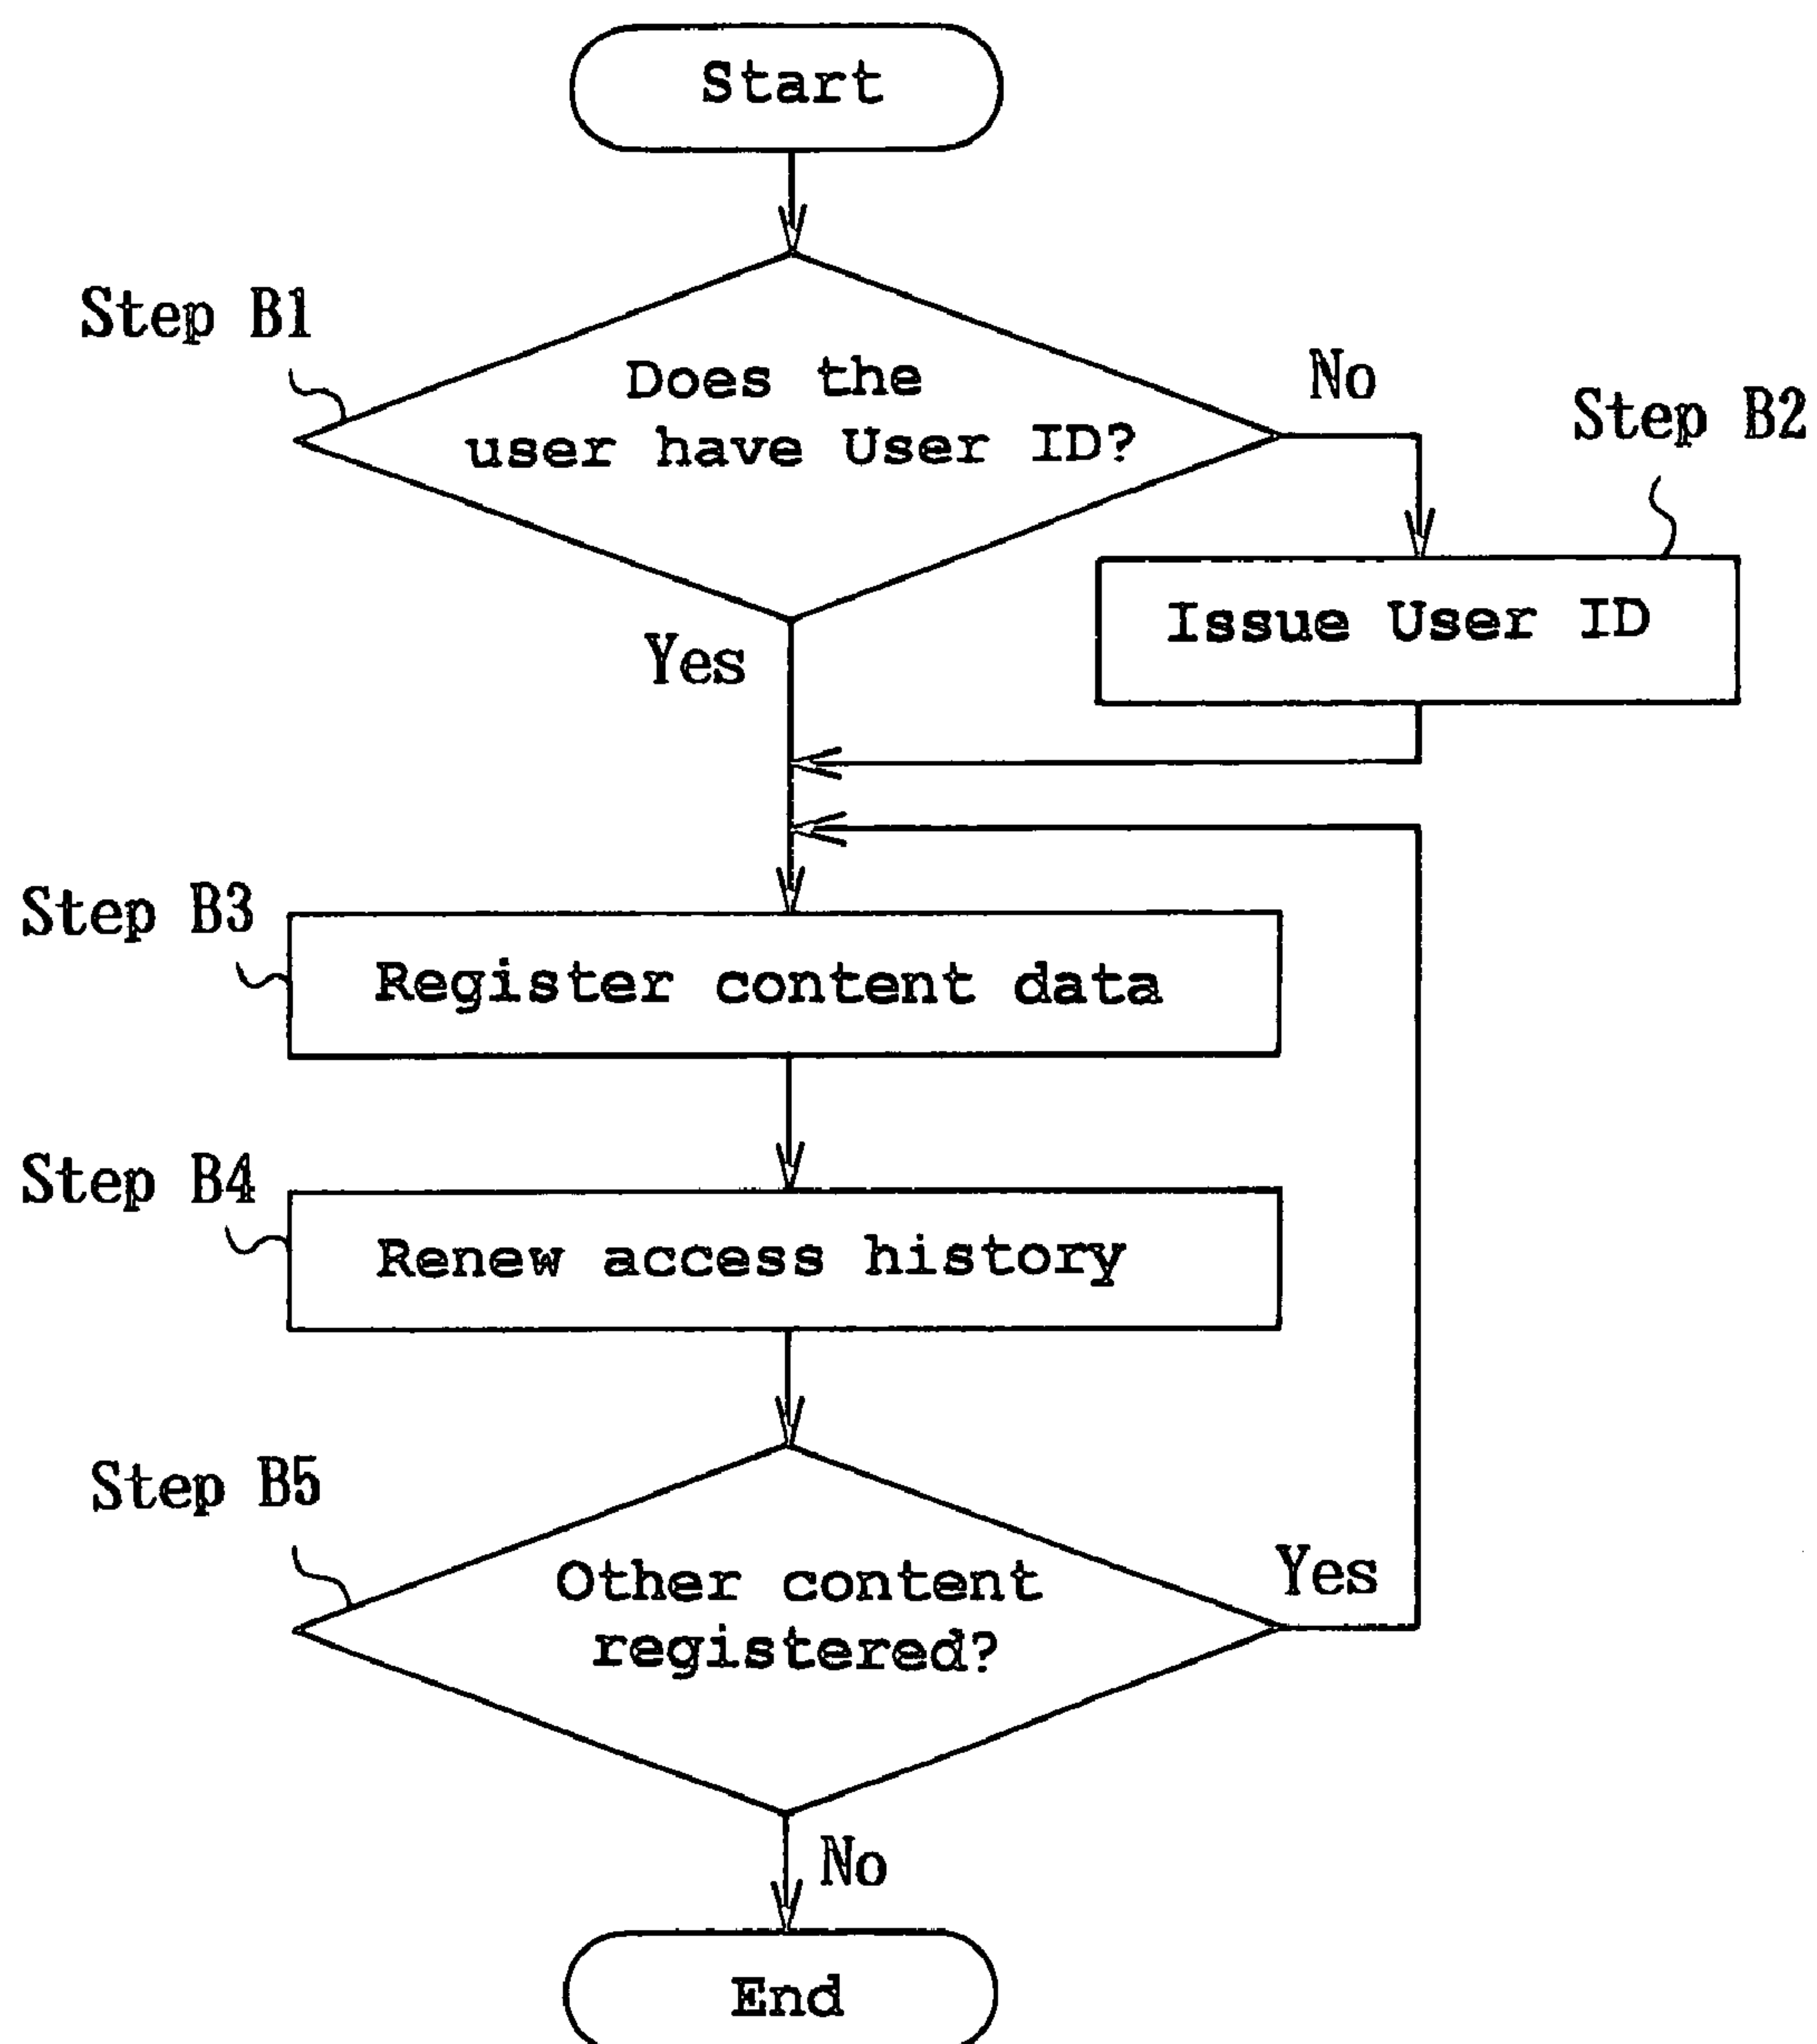 Start
Step B1
Does the
user have User ID?
No
Step B2
Issue User ID
Yes
Step B3
Register content data
Step B4
Renew access history
Step B5
Other content
registered?
Yes
No
End